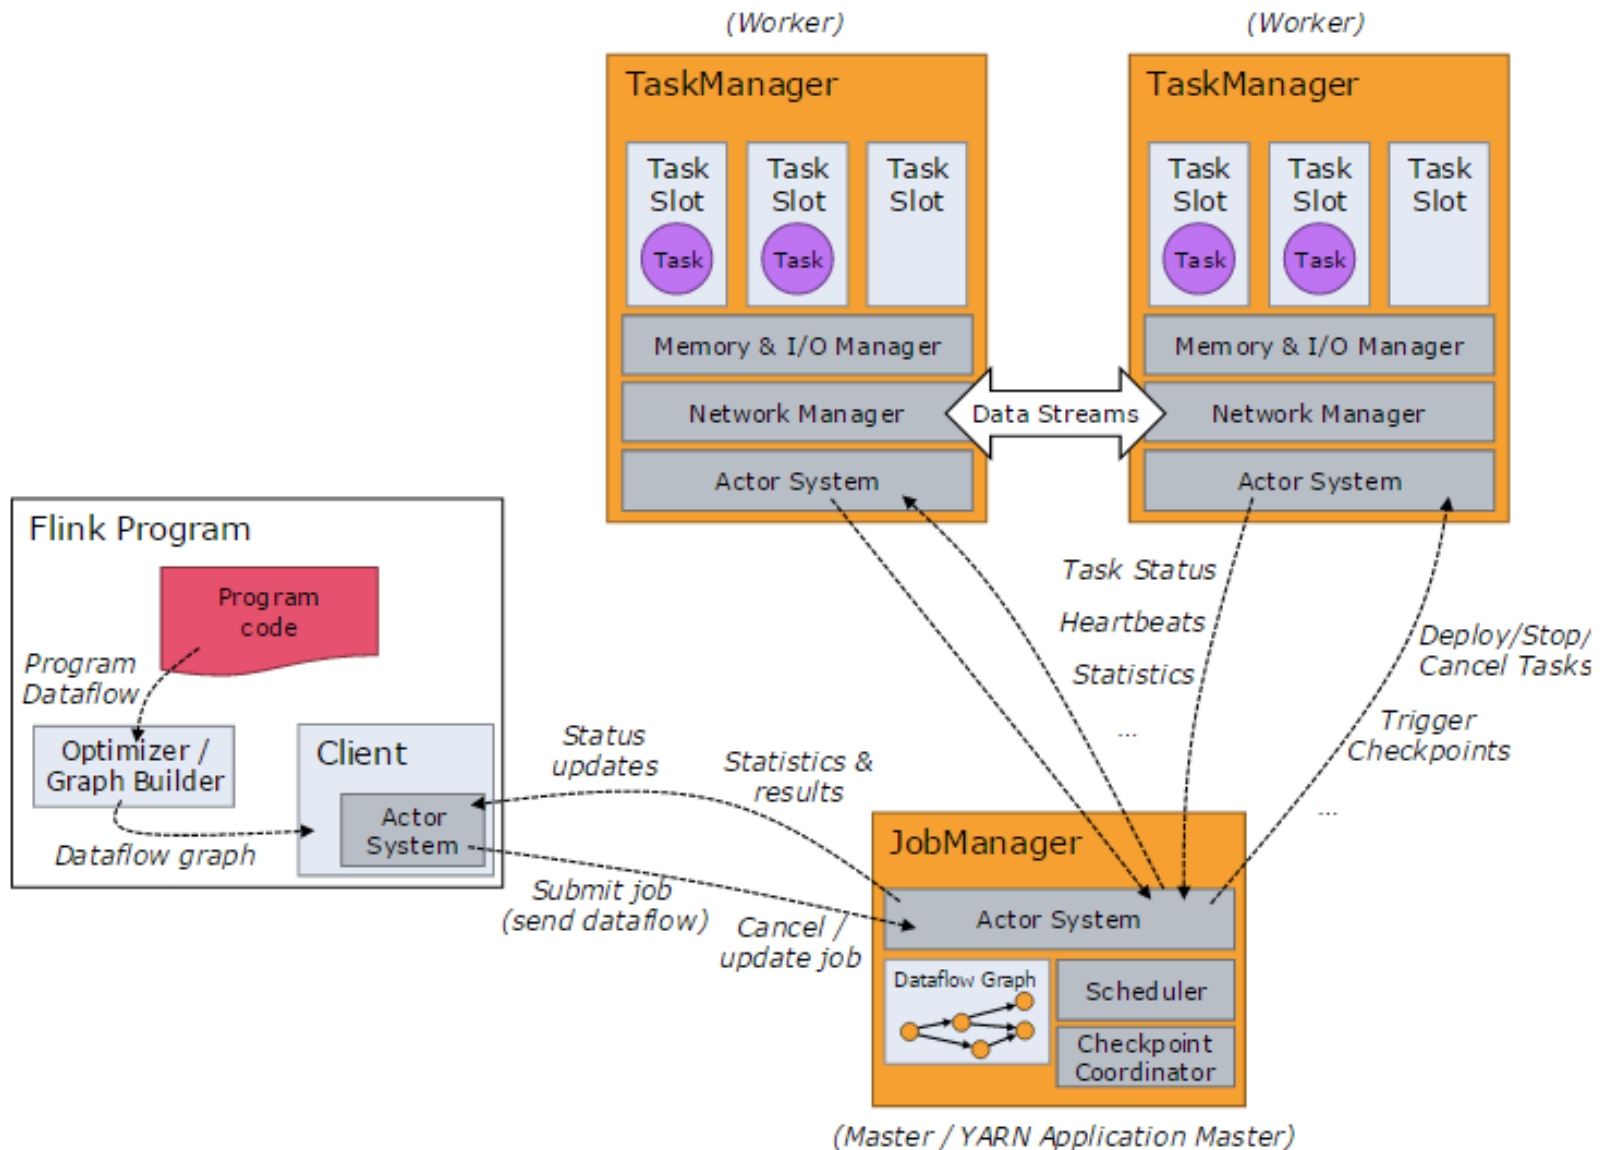 (Worker)
(Worker)
TaskManager
Task
Slot
Task
Task
Slot
Task
Task
Slot
Memory & I/O Manager
Network Manager
Actor System
Data Streams
TaskManager
Task
Slot
Task
Task
Slot
Task
Task
Slot
Memory & I/O Manager
Network Manager
Actor System
Flink Program
Program
code
Program
Dataflow
Optimizer /
Graph Builder
Dataflow graph
Client
Actor
System
Status
updates
Statistics &
results
Submit job
(send dataflow)
Cancel /
update job
Task Status
Heartbeats
Statistics
...
Deploy/Stop/
Cancel Tasks
Trigger
Checkpoints
...
JobManager
Actor System
Dataflow Graph
Scheduler
Checkpoint
Coordinator
(Master / YARN Application Master)